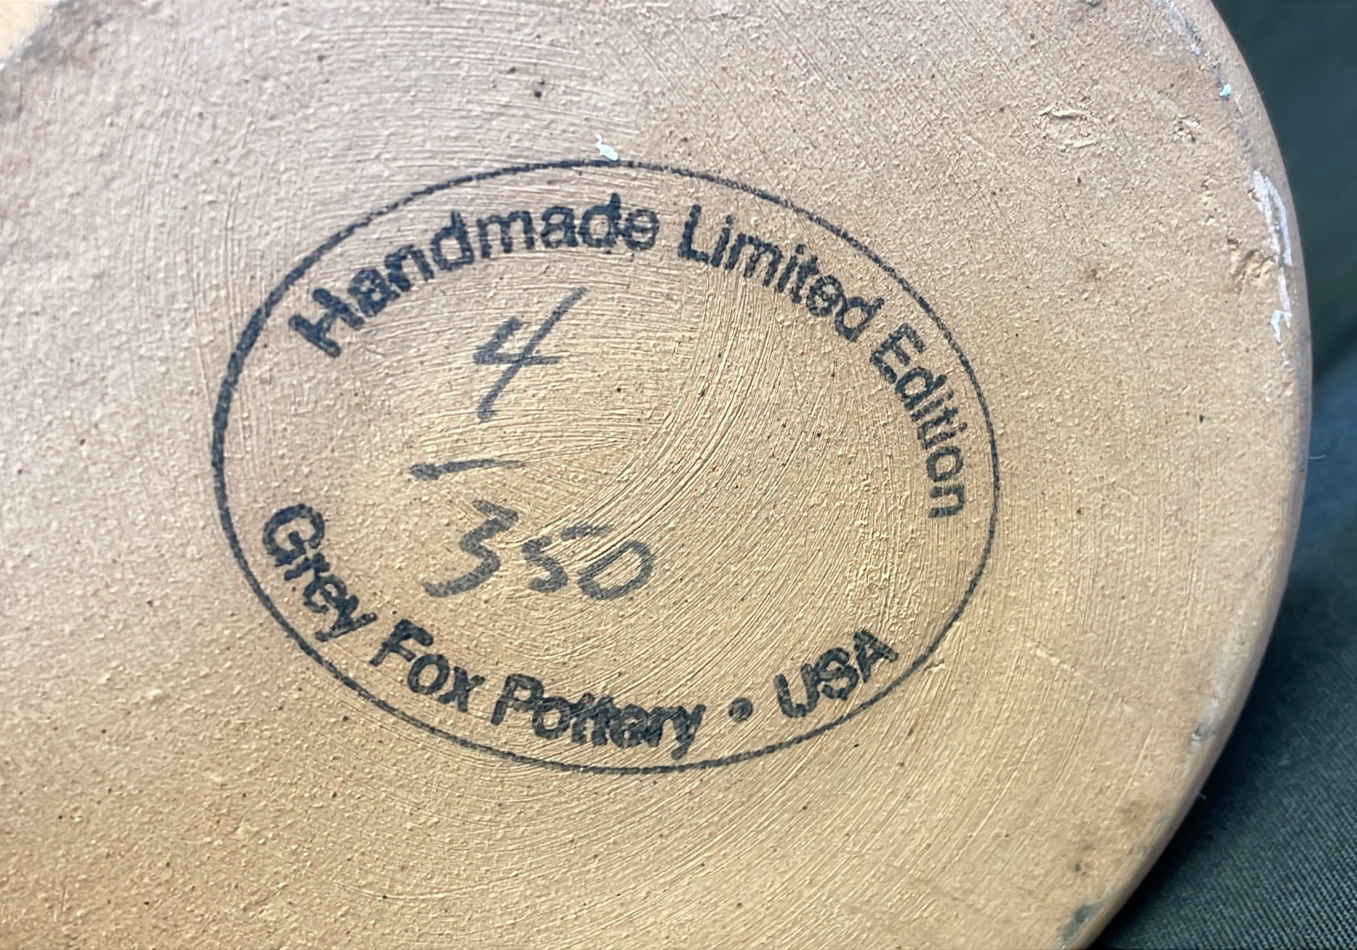 Handmade Limited Edition
4
350
Grey Fox Pottery • USA